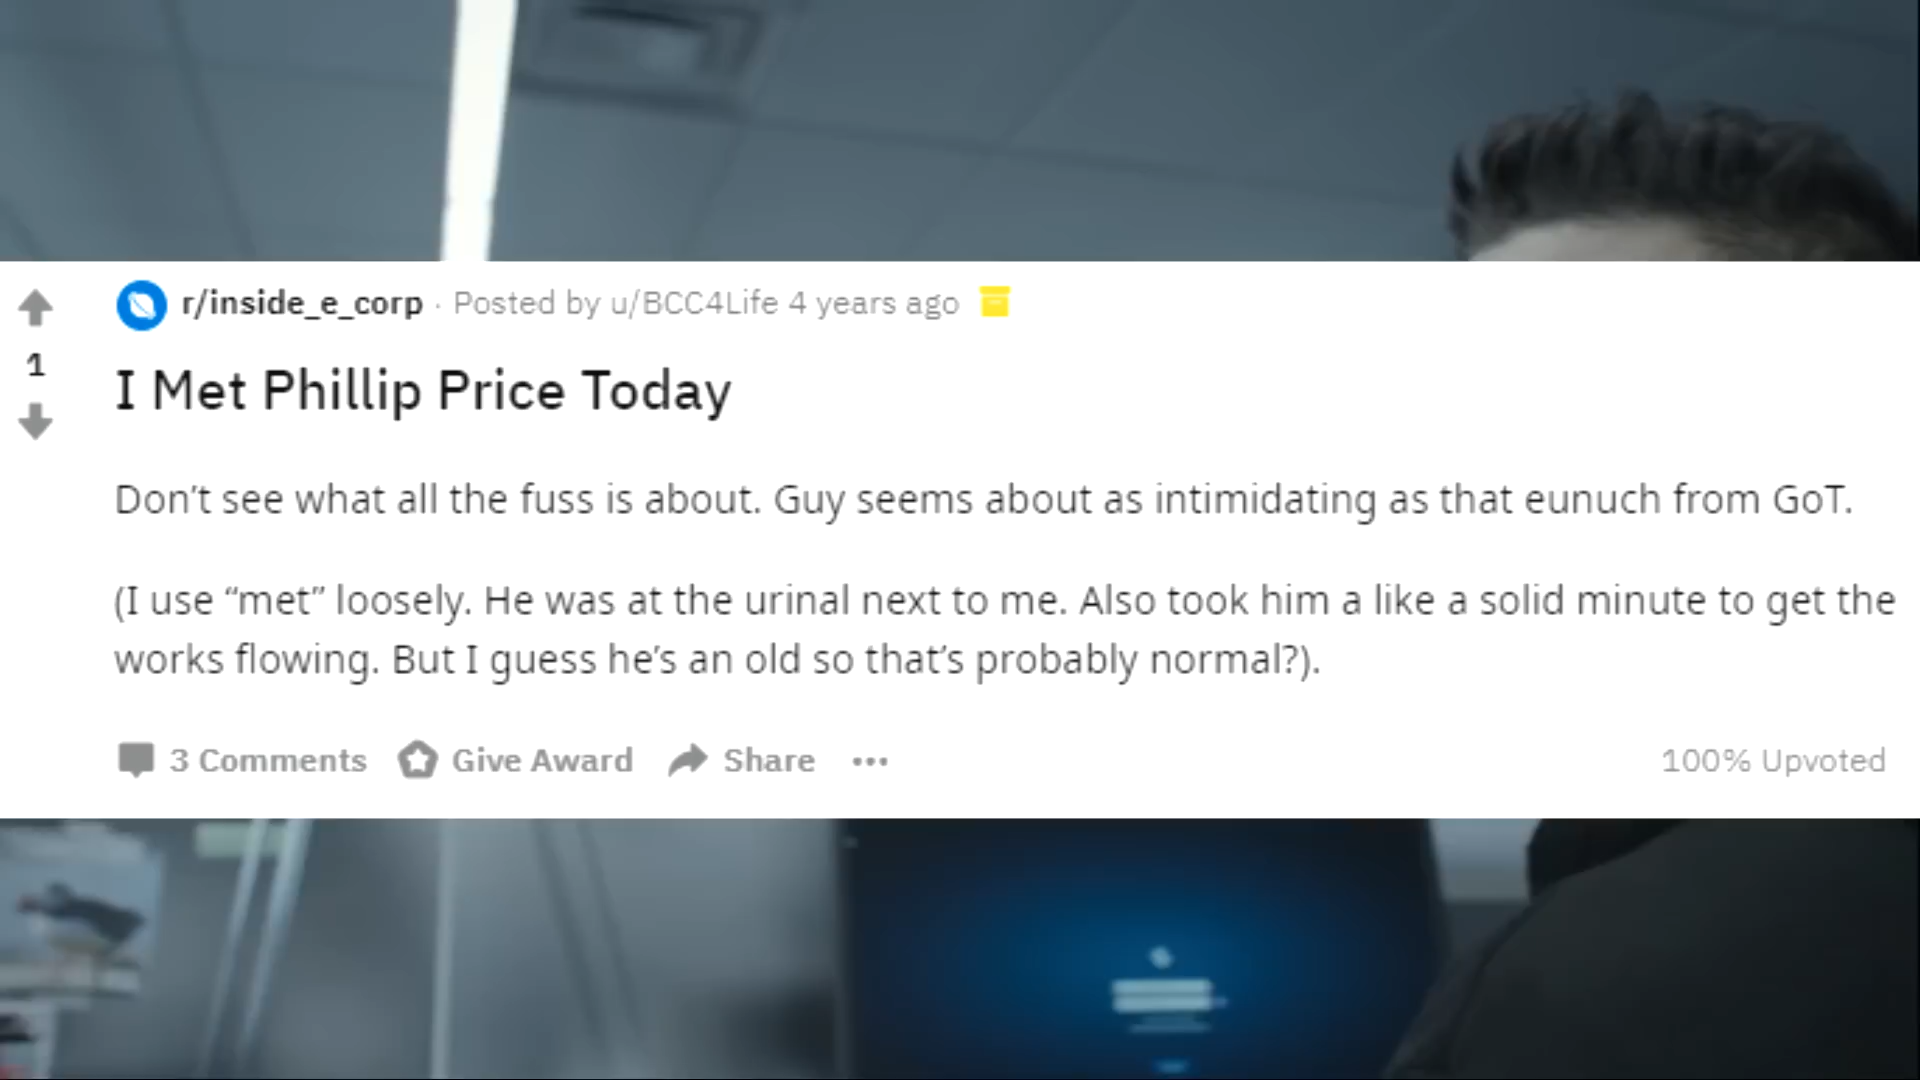 r/inside_e_corp · Posted by u/BCC4Life 4 years ago
1
I Met Phillip Price Today
Don’t see what all the fuss is about. Guy seems about as intimidating as that eunuch from GoT.
(I use “met” loosely. He was at the urinal next to me. Also took him a like a solid minute to get the
works flowing. But I guess he’s an old so that’s probably normal?).
3 Comments Give Award Share ••• 100% Upvoted